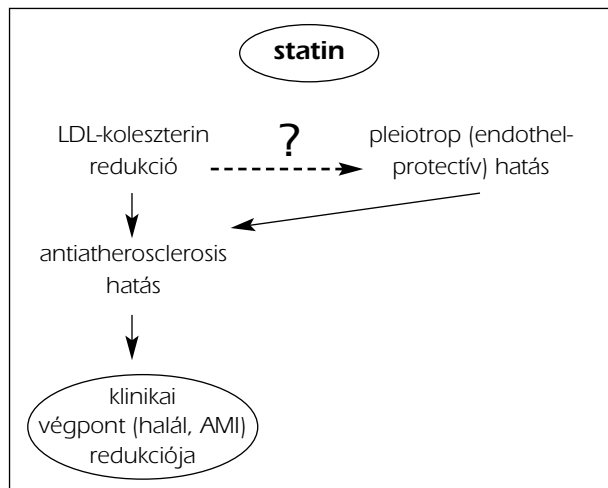 statin
LDL-koleszterin
redukció
?
pleiotrop (endothel-
protectív) hatás
antiatherosclerosis
hatás
klinikai
végpont (halál, AMI)
redukciója